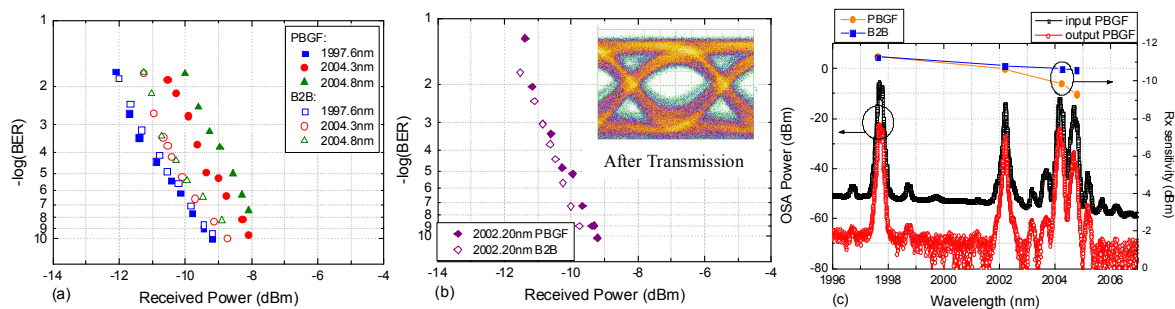 PBGF:
1997.6nm
2004.3nm
2004.8nm
B2B:
1997.6nm
2004.3nm
2004.8nm
1
2
3
4
5
6
7
8
9
10
-log(BER)
-14 -12 -10 -8 -6 -4
(a)
Received Power (dBm)
1
2
3
4
5
6
7
8
9
10
-log(BER)
After Transmission
2002.20nm PBGF
2002.20nm B2B
-14 -12 -10 -8 -6 -4
(b)
Received Power (dBm)
PBGF
B2B
input PBGF
output PBGF
0
-20
-40
-60
-80
OSA Power (dBm)
-12
-10
-8
-6
-4
-2
0
Rx sensitivity (dBm)
1996 1998 2000 2002 2004 2006
(c)
Wavelength (nm)